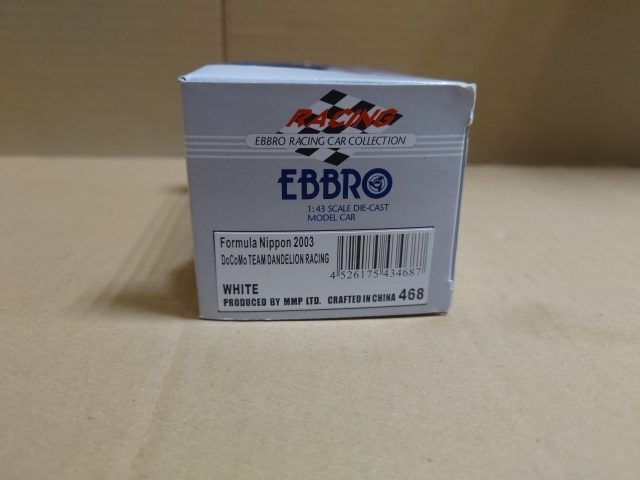 RACING
EBBRO RACING CAR COLLECTION
EBBRO
1:43 SCALE DIE-CAST
MODEL CAR
Formula Nippon 2003
DoCoMo TEAM DANDELION RACING
4 526175 434687
WHITE
PRODUCED BY MMP LTD. CRAFTED IN CHINA 468